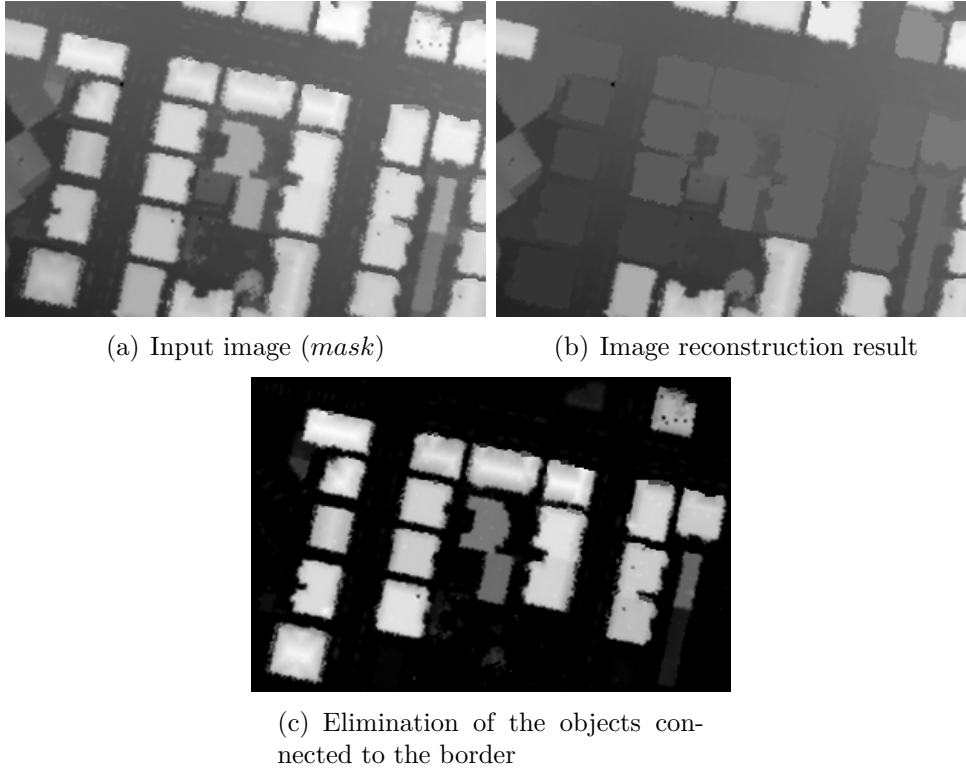 (a) Input image (mask)
(b) Image reconstruction result
(c) Elimination of the objects con-
nected to the border